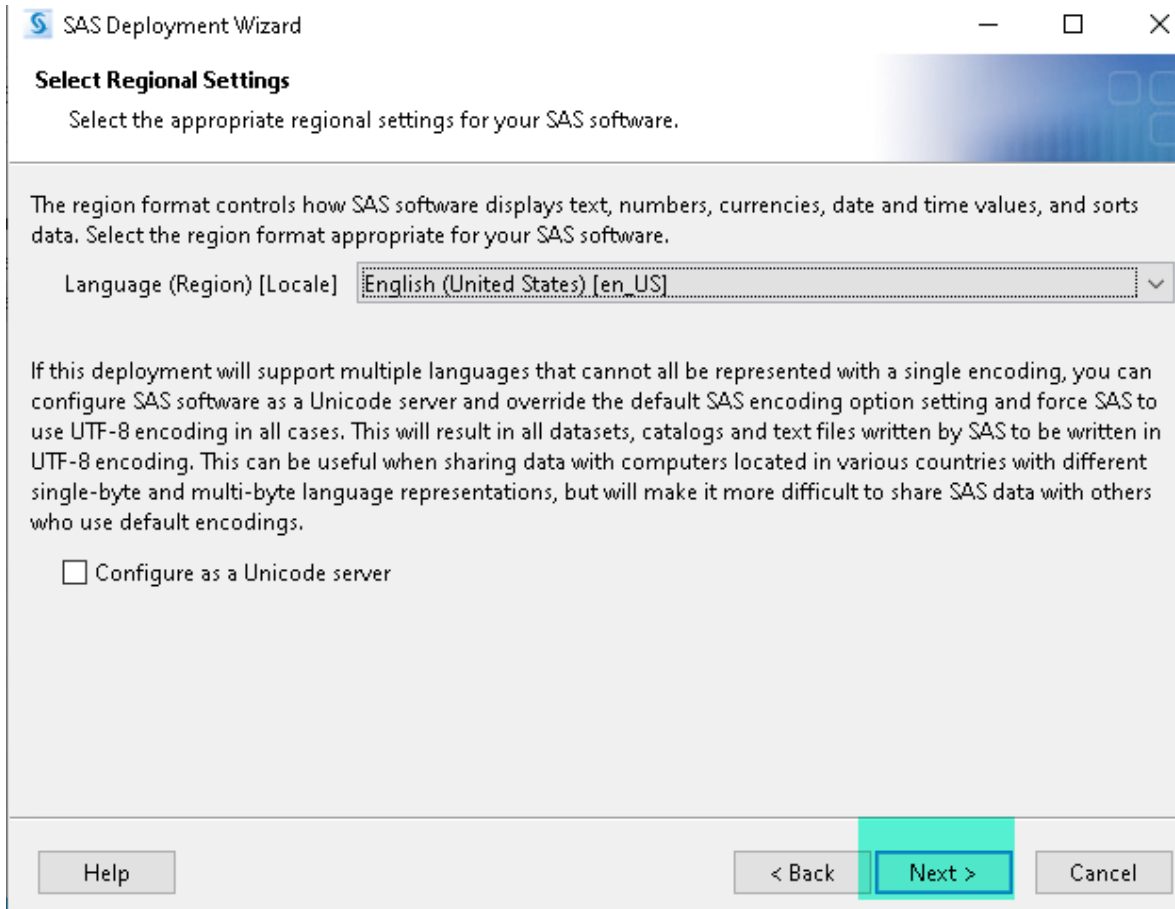 SAS Deployment Wizard
Select Regional Settings
Select the appropriate regional settings for your SAS software.
The region format controls how SAS software displays text, numbers, currencies, date and time values, and sorts
data. Select the region format appropriate for your SAS software.
Language (Region) [Locale] English (United States) [en_US]
If this deployment will support multiple languages that cannot all be represented with a single encoding, you can
configure SAS software as a Unicode server and override the default SAS encoding option setting and force SAS to
use UTF-8 encoding in all cases. This will result in all datasets, catalogs and text files written by SAS to be written in
UTF-8 encoding. This can be useful when sharing data with computers located in various countries with different
single-byte and multi-byte language representations, but will make it more difficult to share SAS data with others
who use default encodings.
Configure as a Unicode server
Help < Back Next > Cancel